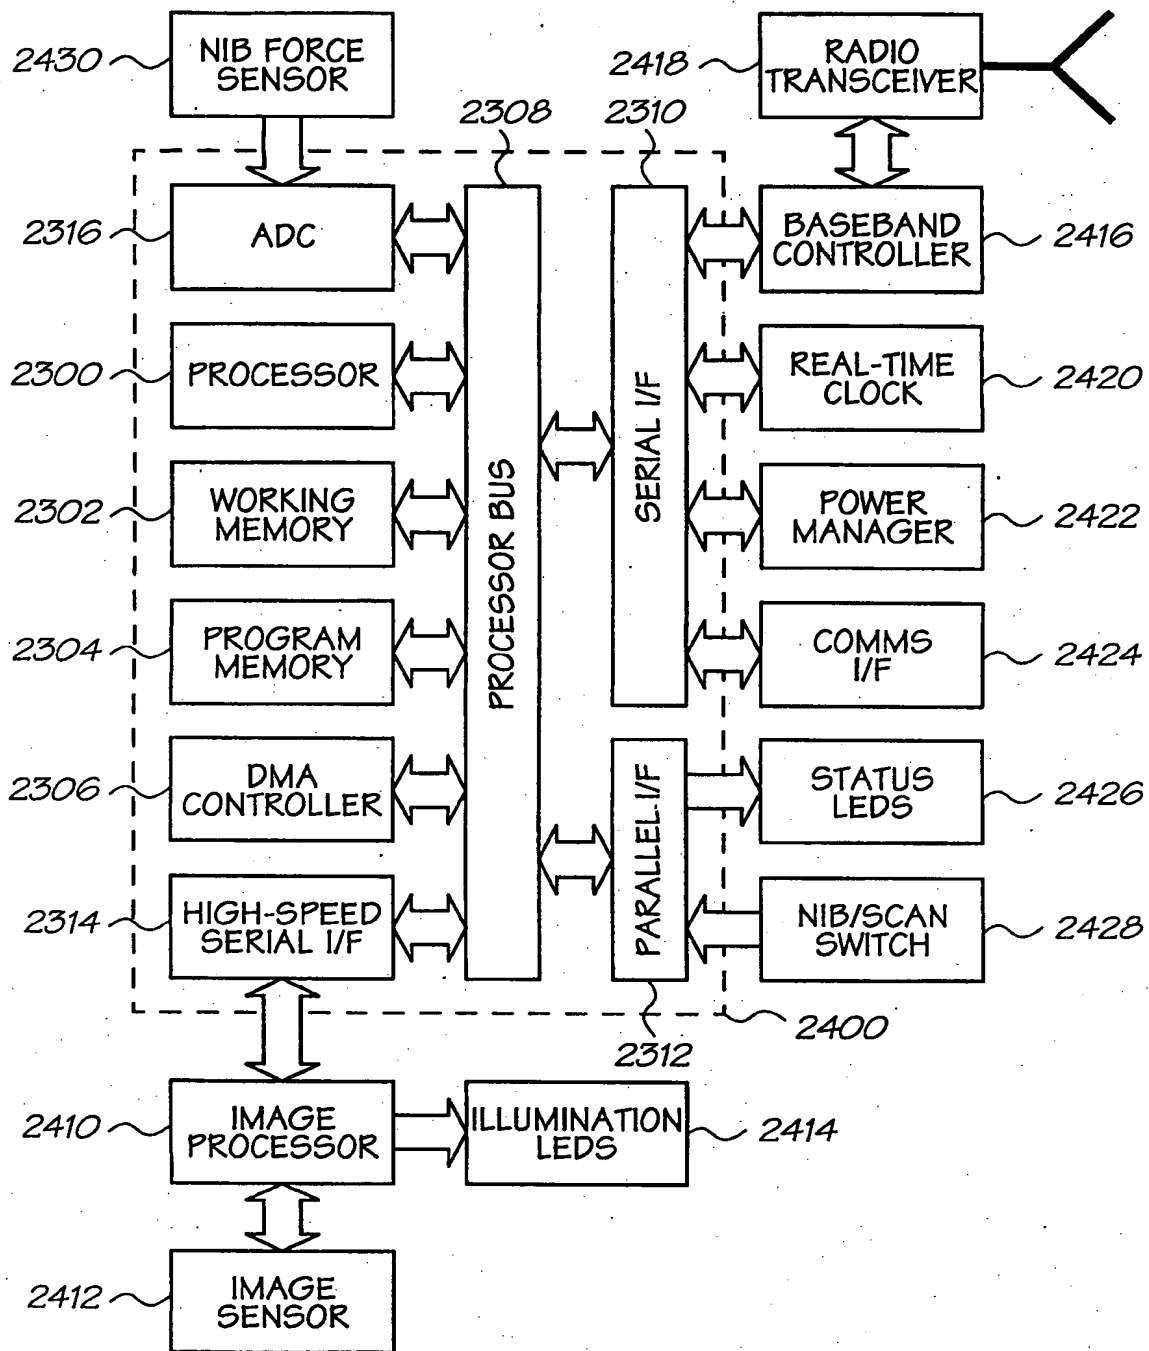 2430
NIB FORCE
SENSOR
2418
RADIO
TRANSCEIVER
2308
2310
2316
ADC
BASEBAND
CONTROLLER
2416
2300
PROCESSOR
REAL-TIME
CLOCK
2420
2302
WORKING
MEMORY
PROCESSOR BUS
SERIAL I/F
POWER
MANAGER
2422
2304
PROGRAM
MEMORY
COMMS
I/F
2424
2306
DMA
CONTROLLER
PARALLEL I/F
STATUS
LEDS
2426
2314
HIGH-SPEED
SERIAL I/F
NIB/SCAN
SWITCH
2428
2400
2312
2410
IMAGE
PROCESSOR
ILLUMINATION
LEDS
2414
2412
IMAGE
SENSOR